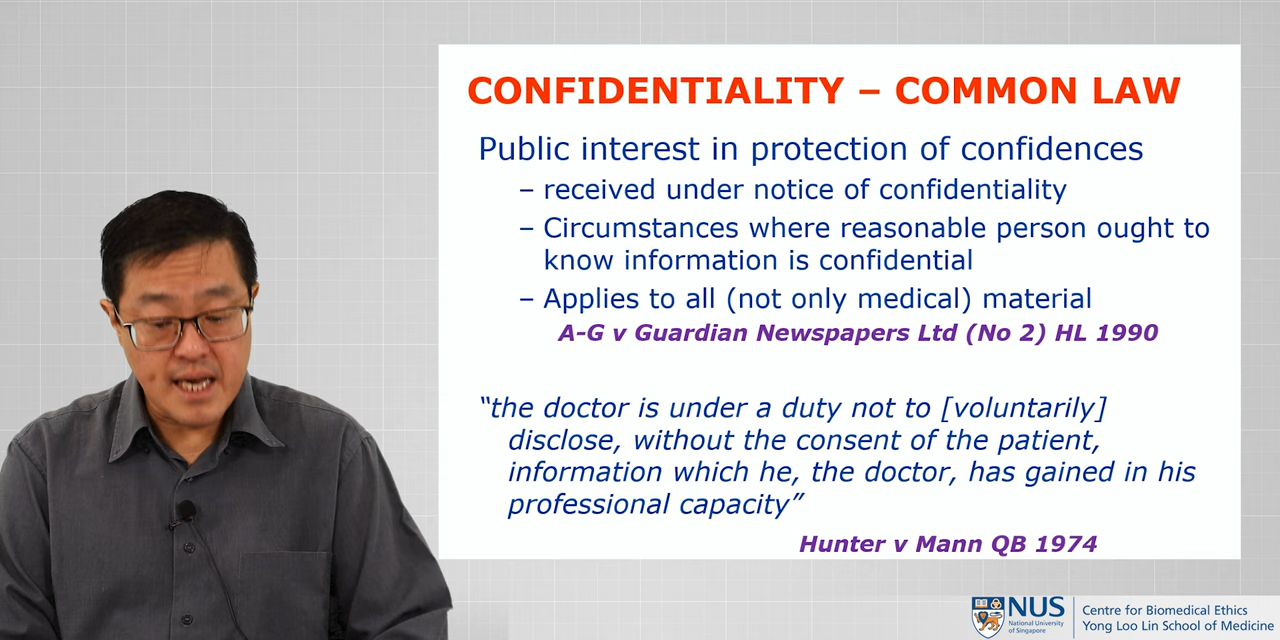 CONFIDENTIALITY – COMMON LAW
Public interest in protection of confidences
– received under notice of confidentiality
– Circumstances where reasonable person ought to
know information is confidential
– Applies to all (not only medical) material
A-G v Guardian Newspapers Ltd (No 2) HL 1990
“the doctor is under a duty not to [voluntarily]
disclose, without the consent of the patient,
information which he, the doctor, has gained in his
professional capacity”
Hunter v Mann QB 1974
NUS
National University
of Singapore
Centre for Biomedical Ethics
Yong Loo Lin School of Medicine